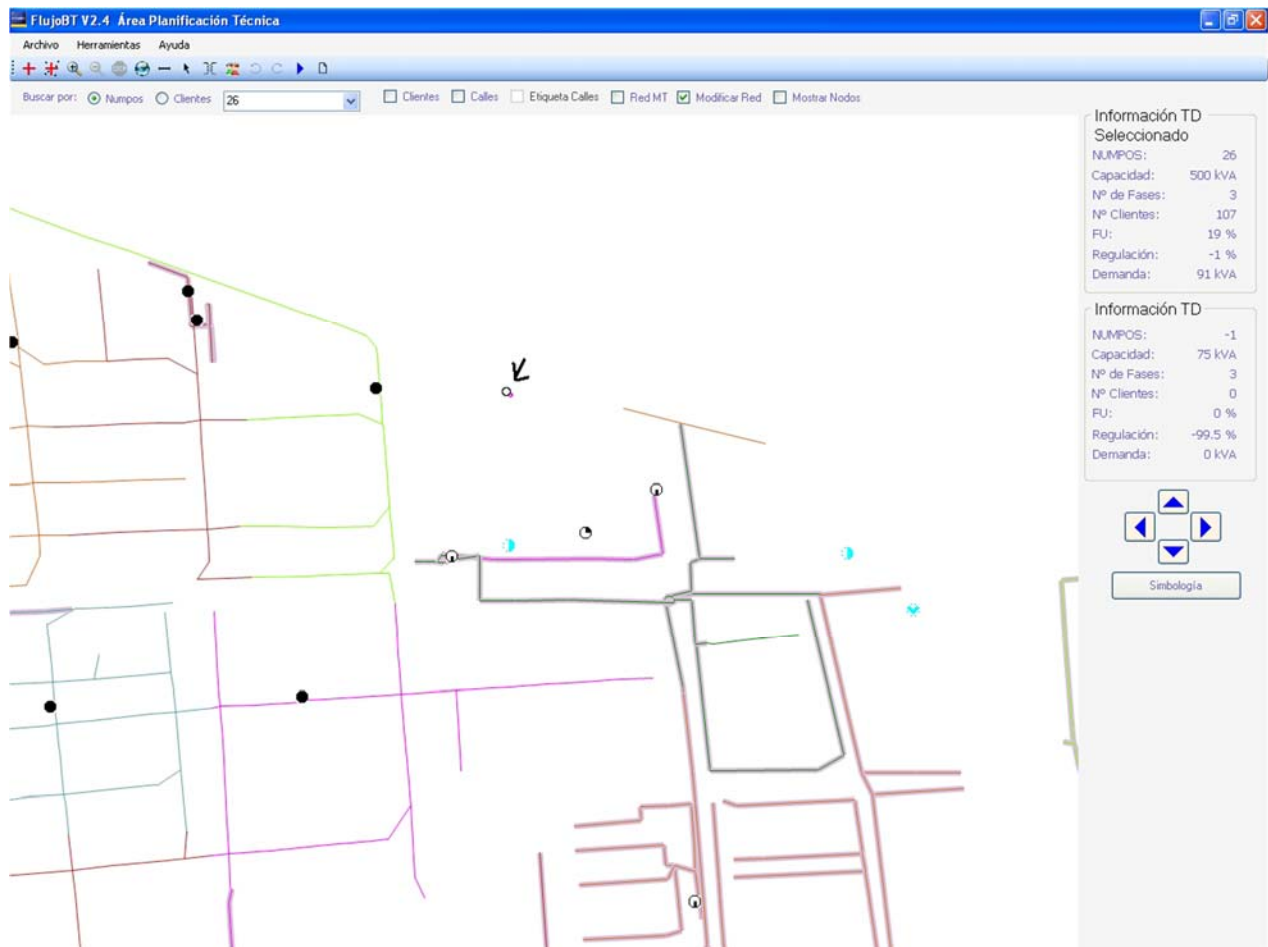 FlujoBT V2.4 Área Planificación Técnica
Archivo Herramientas Ayuda
Buscar por: Numpos Clientes 26 Clientes Calles Etiqueta Calles Red MT Modificar Red Mostrar Nodos
Información TD
Seleccionado
NUMPOS: 26
Capacidad: 500 kVA
Nº de Fases: 3
Nº Clientes: 107
FU: 19 %
Regulación: -1 %
Demanda: 91 kVA
Información TD
NUMPOS: -1
Capacidad: 75 kVA
Nº de Fases: 3
Nº Clientes: 0
FU: 0 %
Regulación: -99.5 %
Demanda: 0 kVA
Simbología